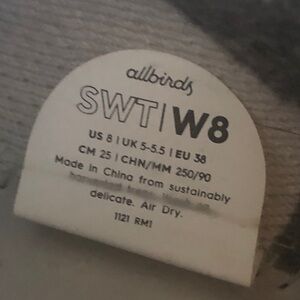 allbirds
SWT|W8
US 8 | UK 5-5.5 | EU 38
CM 25 | CHN/MM 250/90
Made in China from sustainably
delicate. Air Dry.
1121 RM1